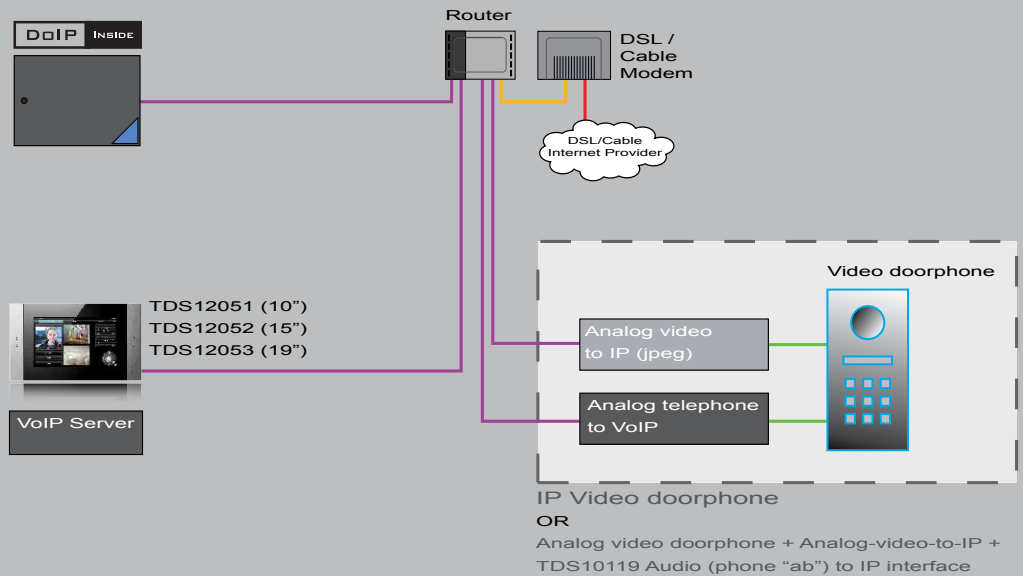 DoIP INSIDE
Router
DSL /
Cable
Modem
DSL/Cable
Internet Provider
TDS12051 (10”)
TDS12052 (15”)
TDS12053 (19”)
VoIP Server
Video doorphone
Analog video
to IP (jpeg)
Analog telephone
to VoIP
IP Video doorphone
OR
Analog video doorphone + Analog-video-to-IP +
TDS10119 Audio (phone “ab”) to IP interface